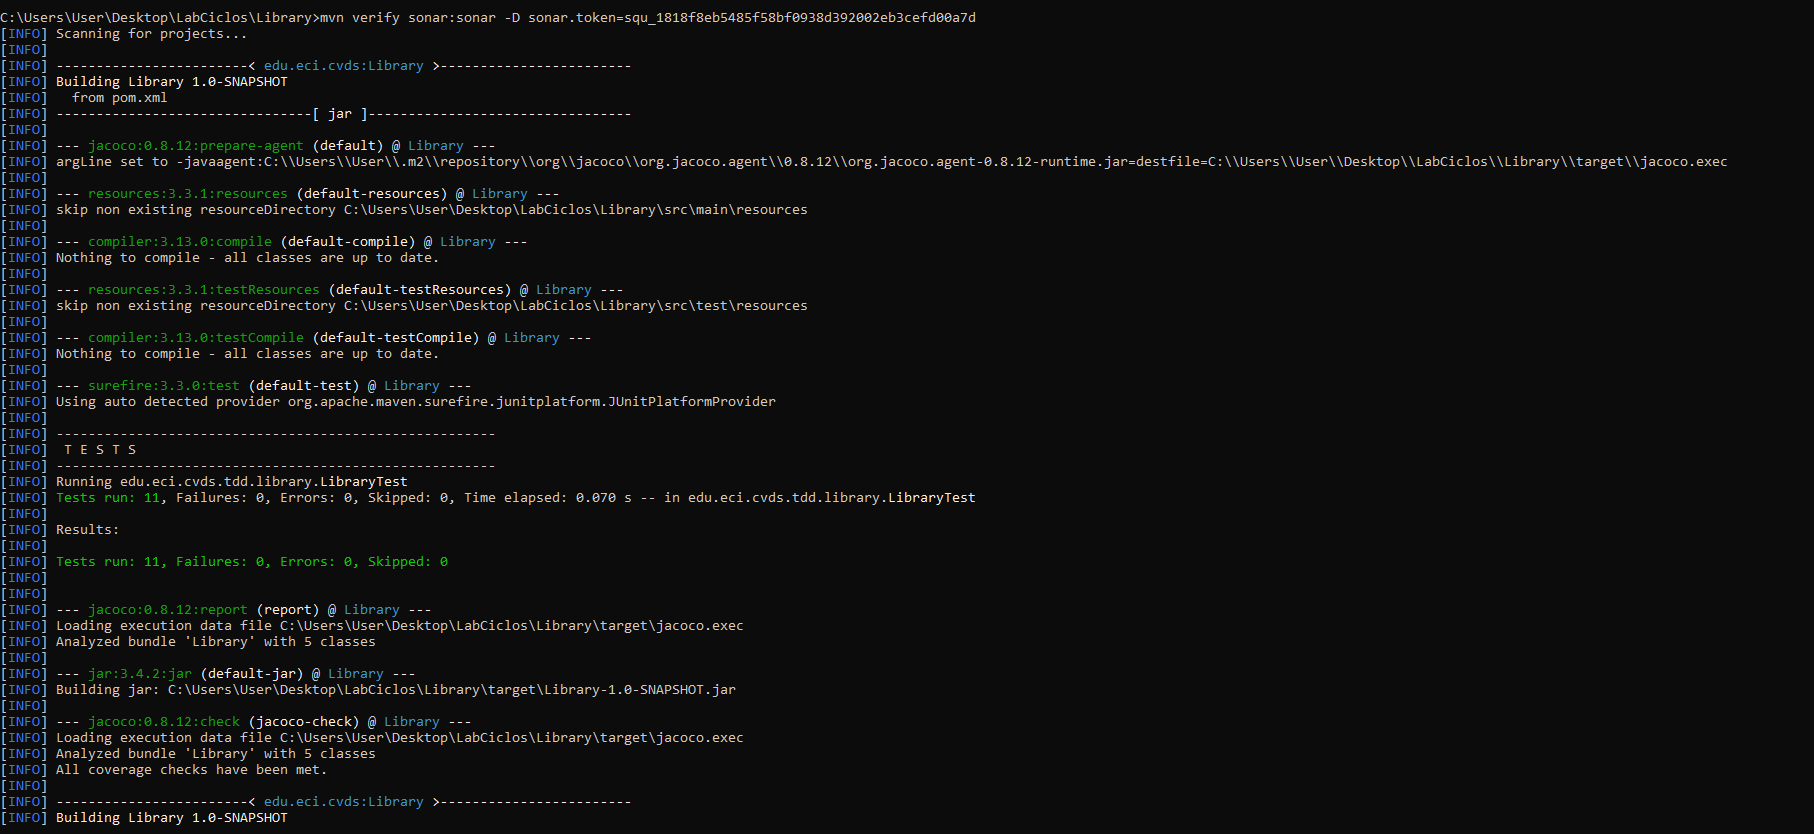 C:\Users\User\Desktop\LabCiclos\Library>mvn verify sonar:sonar -D sonar.token=squ_1818f8eb5485f58bf0938d392002eb3cefd00a7d
[INFO] Scanning for projects...
[INFO]
[INFO] ------------------------< edu.eci.cvds:Library >------------------------
[INFO] Building Library 1.0-SNAPSHOT
[INFO]   from pom.xml
[INFO] --------------------------------[ jar ]---------------------------------
[INFO]
[INFO] --- jacoco:0.8.12:prepare-agent (default) @ Library ---
[INFO] argLine set to -javaagent:C:\\Users\\User\\.m2\\repository\\org\\jacoco\\org.jacoco.agent\\0.8.12\\org.jacoco.agent-0.8.12-runtime.jar=destfile=C:\\Users\\User\\Desktop\\LabCiclos\\Library\\target\\jacoco.exec
[INFO]
[INFO] --- resources:3.3.1:resources (default-resources) @ Library ---
[INFO] skip non existing resourceDirectory C:\Users\User\Desktop\LabCiclos\Library\src\main\resources
[INFO]
[INFO] --- compiler:3.13.0:compile (default-compile) @ Library ---
[INFO] Nothing to compile - all classes are up to date.
[INFO]
[INFO] --- resources:3.3.1:testResources (default-testResources) @ Library ---
[INFO] skip non existing resourceDirectory C:\Users\User\Desktop\LabCiclos\Library\src\test\resources
[INFO]
[INFO] --- compiler:3.13.0:testCompile (default-testCompile) @ Library ---
[INFO] Nothing to compile - all classes are up to date.
[INFO]
[INFO] --- surefire:3.3.0:test (default-test) @ Library ---
[INFO] Using auto detected provider org.apache.maven.surefire.junitplatform.JUnitPlatformProvider
[INFO]
[INFO] -------------------------------------------------------
[INFO]  T E S T S
[INFO] -------------------------------------------------------
[INFO] Running edu.eci.cvds.tdd.library.LibraryTest
[INFO] Tests run: 11, Failures: 0, Errors: 0, Skipped: 0, Time elapsed: 0.070 s -- in edu.eci.cvds.tdd.library.LibraryTest
[INFO]
[INFO] Results:
[INFO]
[INFO] Tests run: 11, Failures: 0, Errors: 0, Skipped: 0
[INFO]
[INFO]
[INFO] --- jacoco:0.8.12:report (report) @ Library ---
[INFO] Loading execution data file C:\Users\User\Desktop\LabCiclos\Library\target\jacoco.exec
[INFO] Analyzed bundle 'Library' with 5 classes
[INFO]
[INFO] --- jar:3.4.2:jar (default-jar) @ Library ---
[INFO] Building jar: C:\Users\User\Desktop\LabCiclos\Library\target\Library-1.0-SNAPSHOT.jar
[INFO]
[INFO] --- jacoco:0.8.12:check (jacoco-check) @ Library ---
[INFO] Loading execution data file C:\Users\User\Desktop\LabCiclos\Library\target\jacoco.exec
[INFO] Analyzed bundle 'Library' with 5 classes
[INFO] All coverage checks have been met.
[INFO]
[INFO] ------------------------< edu.eci.cvds:Library >------------------------
[INFO] Building Library 1.0-SNAPSHOT